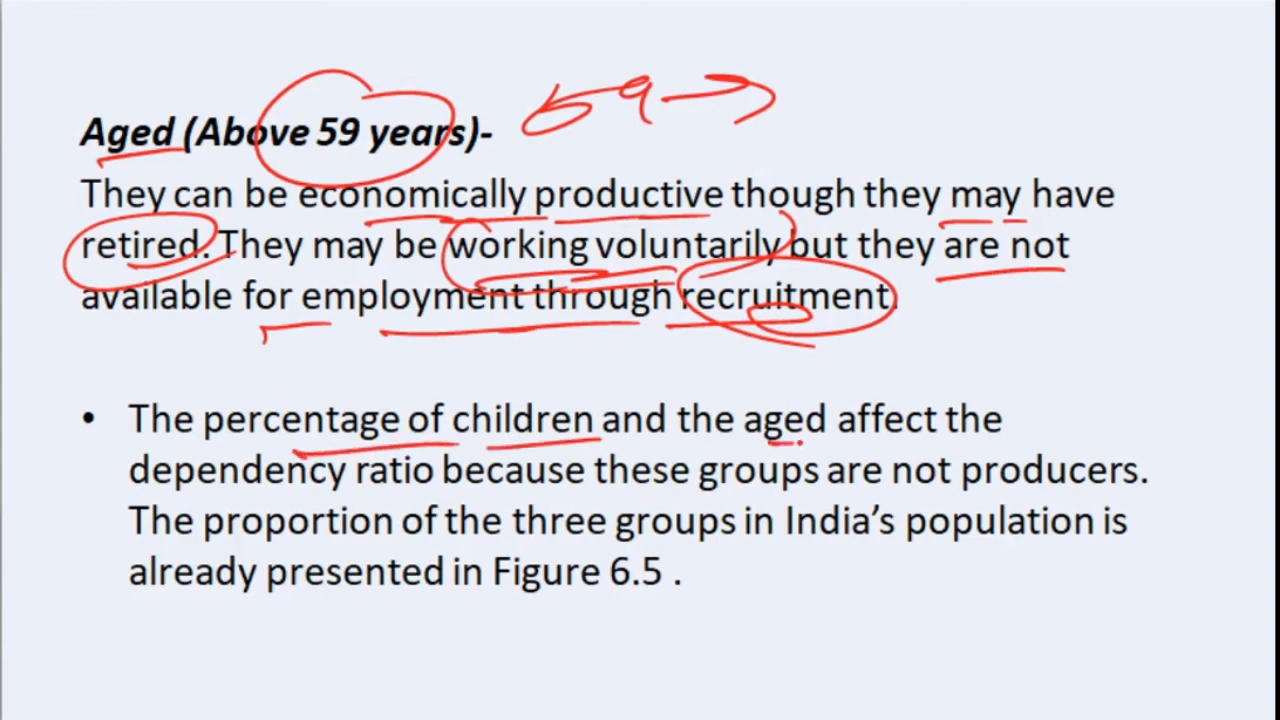 Aged (Above 59 years)- 59
They can be economically productive though they may have
retired. They may be working voluntarily but they are not
available for employment through recruitment.
• The percentage of children and the aged affect the
dependency ratio because these groups are not producers.
The proportion of the three groups in India’s population is
already presented in Figure 6.5 .